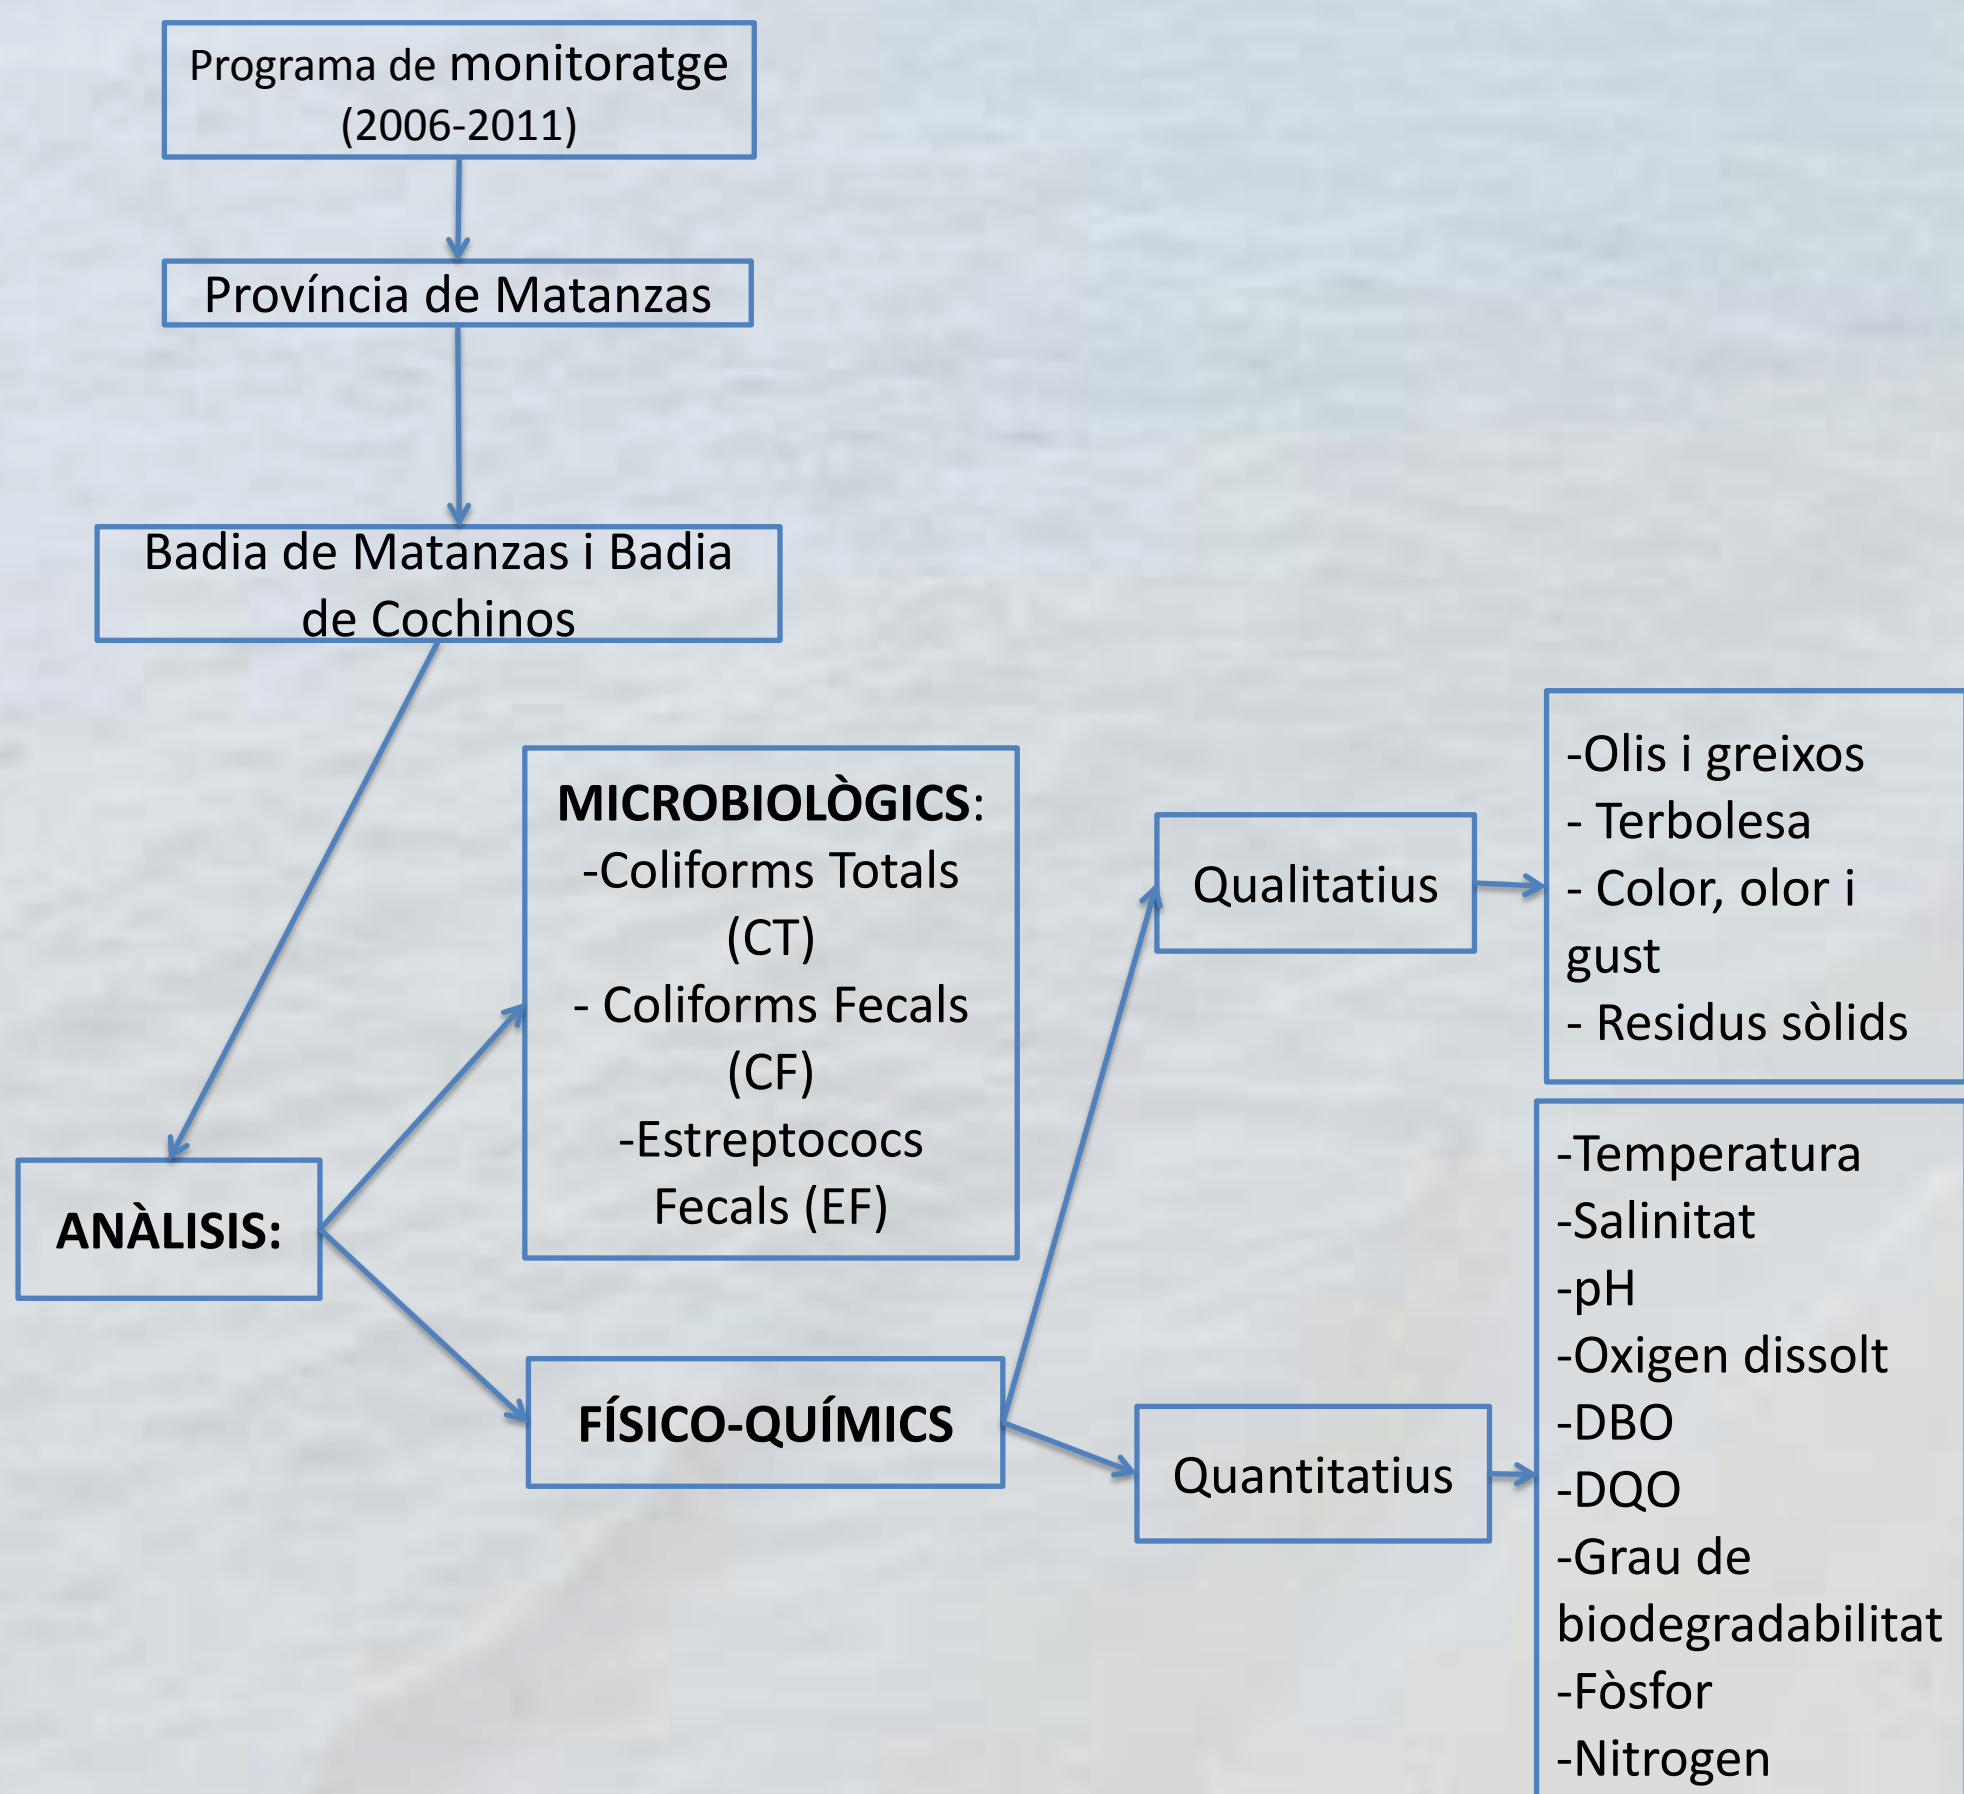 Programa de monitoratge
(2006-2011)
Província de Matanzas
Badia de Matanzas i Badia
de Cochinos
ANÀLISIS:
MICROBIOLÒGICS:
-Coliforms Totals
(CT)
- Coliforms Fecals
(CF)
-Estreptococs
Fecals (EF)
FÍSICO-QUÍMICS
Qualitatius
-Olis i greixos
- Terbolesa
- Color, olor i
gust
- Residus sòlids
Quantitatius
-Temperatura
-Salinitat
-pH
-Oxigen dissolt
-DBO
-DQO
-Grau de
biodegradabilitat
-Fòsfor
-Nitrogen